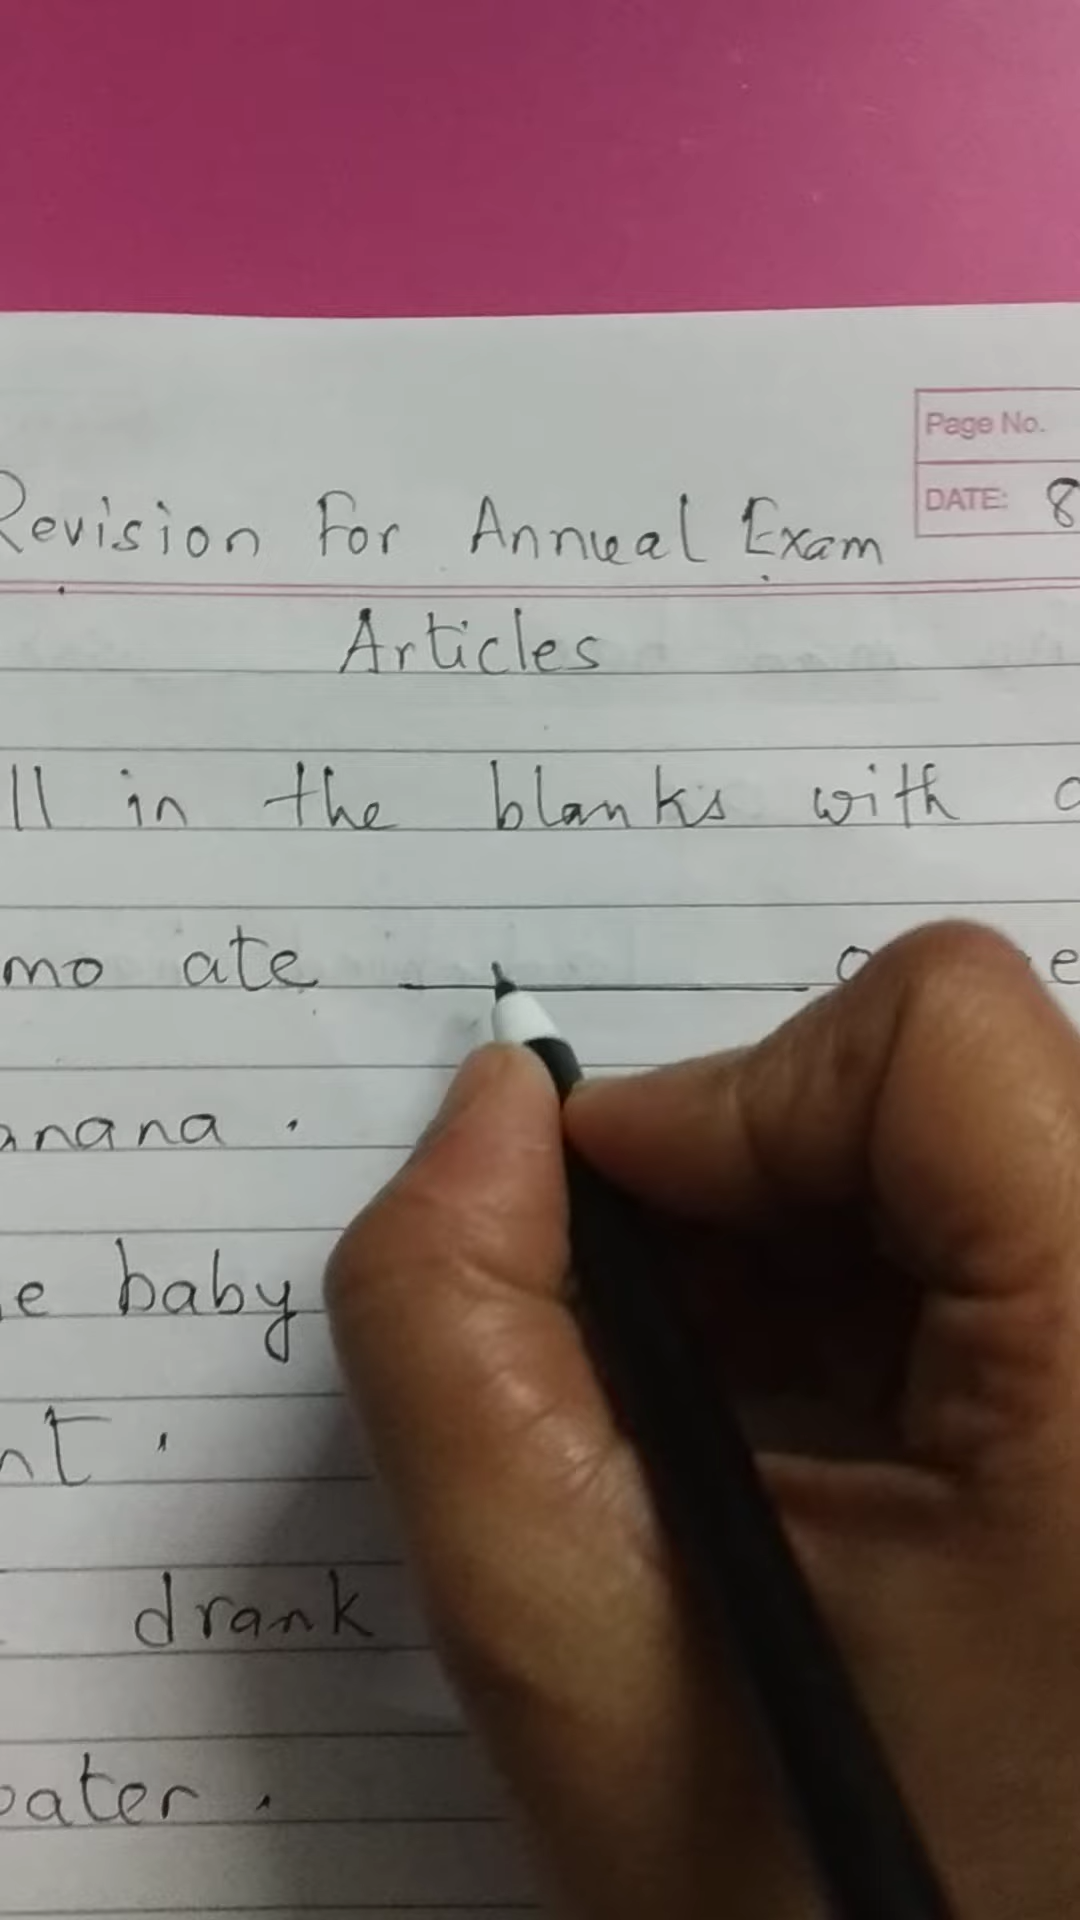 Page No.
DATE: 8
Revision For Annual Exam
Articles
ll in the blanks with
mo ate
anana.
e baby
nt.
drank
ater.